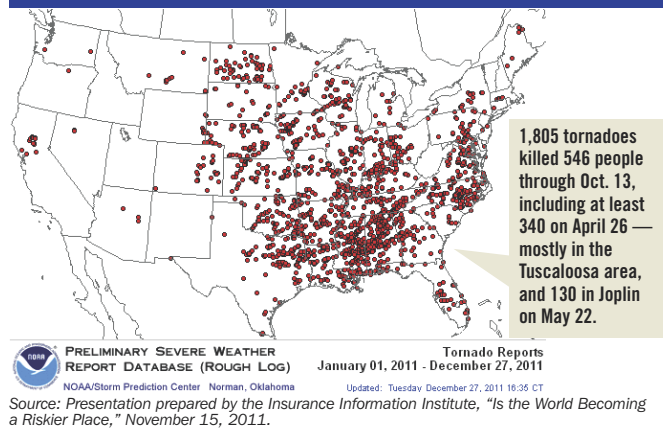 1,805 tornadoes
killed 546 people
through Oct. 13,
including at least
340 on April 26 —
mostly in the
Tuscaloosa area,
and 130 in Joplin
on May 22.
NOAA
PRELIMINARY SEVERE WEATHER
REPORT DATABASE (ROUGH LOG)
NOAA/Storm Prediction Center Norman, Oklahoma
Tornado Reports
January 01, 2011 - December 27, 2011
Updated: Tuesday December 27, 2011 16:35 CT
Source: Presentation prepared by the Insurance Information Institute, “Is the World Becoming
a Riskier Place,” November 15, 2011.